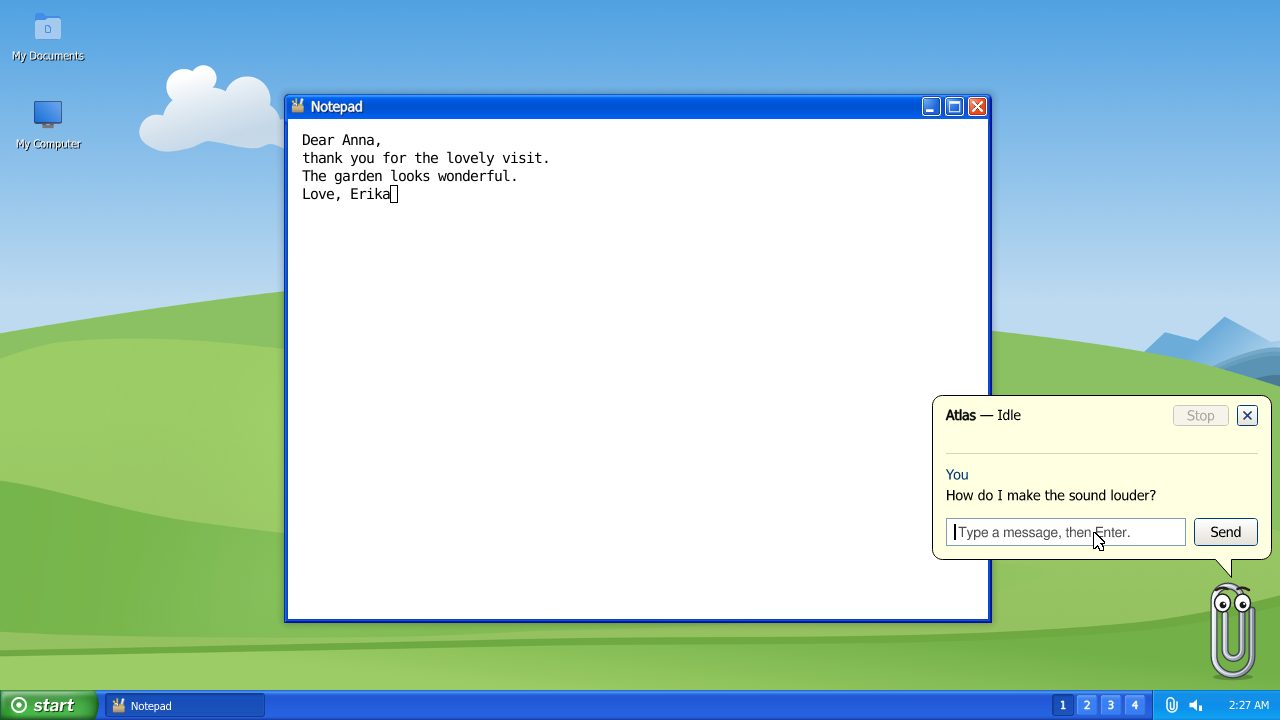 My Documents
My Computer
Notepad
Dear Anna,
thank you for the lovely visit.
The garden looks wonderful.
Love, Erika
Atlas — Idle
Stop
You
How do I make the sound louder?
Type a message, then Enter.
Send
start
Notepad
1 2 3 4
2:27 AM